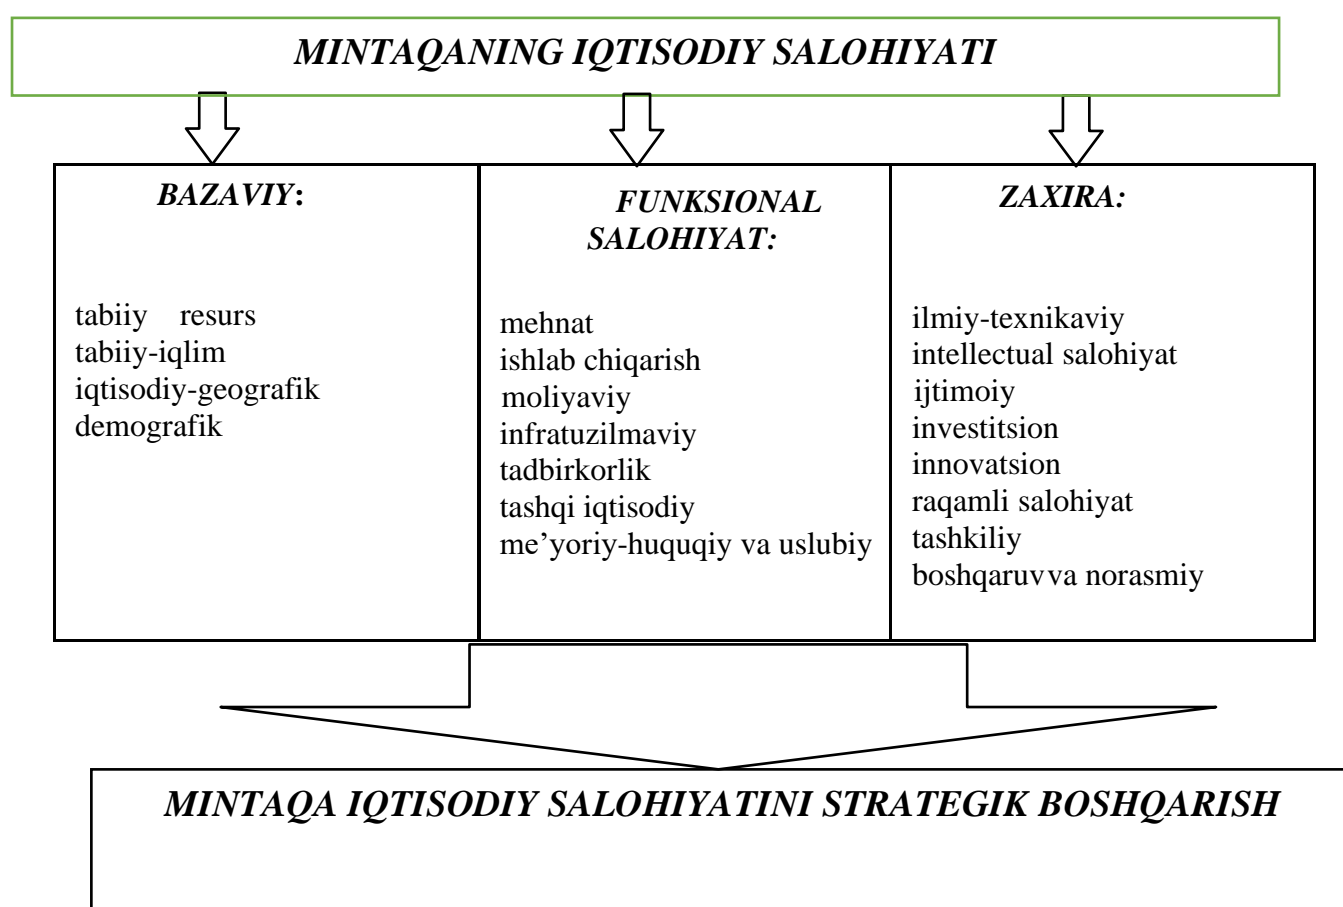 MINTAQANING IQTISODIY SALOHIYATI
BAZAVIY:
tabiiy resurs
tabiiy-iqlim
iqtisodiy-geografik
demografik
FUNKSIONAL
SALOHIYAT:
mehnat
ishlab chiqarish
moliyaviy
infratuzilmaviy
tadbirkorlik
tashqi iqtisodiy
me’yoriy-huquqiy va uslubiy
ZAXIRA:
ilmiy-texnikaviy
intellectual salohiyat
ijtimoiy
investitsion
innovatsion
raqamli salohiyat
tashkiliy
boshqaruvva norasmiy
MINTAQA IQTISODIY SALOHIYATINI STRATEGIK BOSHQARISH